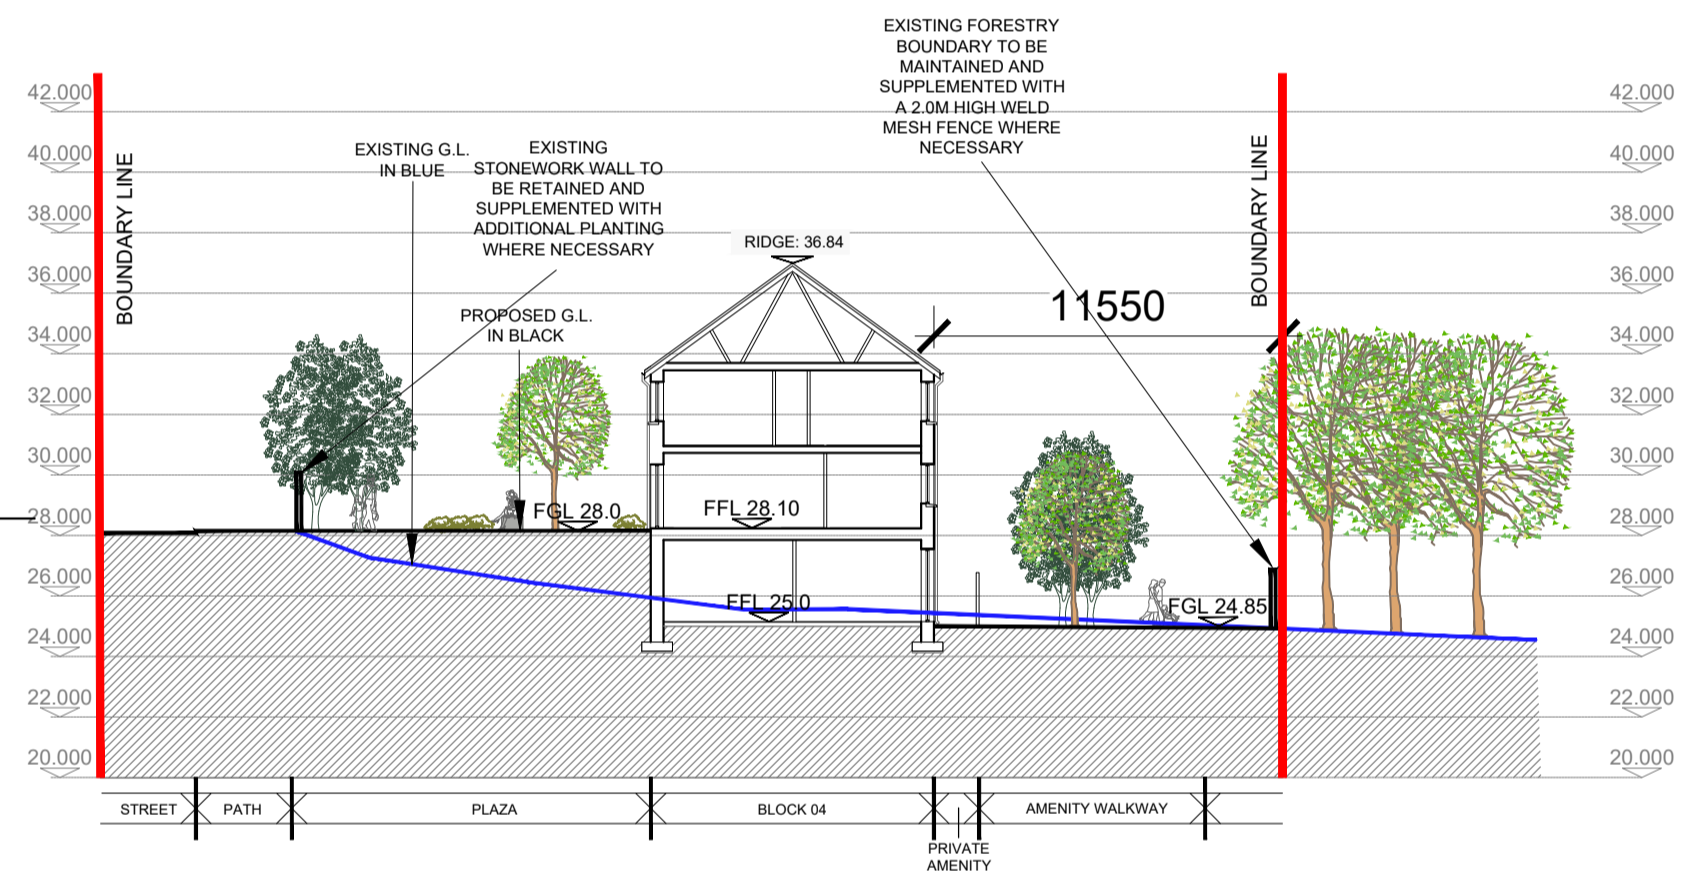 EXISTING FORESTRY
BOUNDARY TO BE
MAINTAINED AND
SUPPLEMENTED WITH
A 2.0M HIGH WELD
MESH FENCE WHERE
NECESSARY
EXISTING G.L.
IN BLUE
EXISTING
STONEWORK WALL TO
BE RETAINED AND
SUPPLEMENTED WITH
ADDITIONAL PLANTING
WHERE NECESSARY
PROPOSED G.L.
IN BLACK
BOUNDARY LINE
BOUNDARY LINE
RIDGE: 36.84
11550
42.000
40.000
38.000
36.000
34.000
32.000
30.000
28.000
26.000
24.000
22.000
20.000
42.000
40.000
38.000
36.000
34.000
32.000
30.000
28.000
26.000
24.000
22.000
20.000
FGL 28.0
FFL 28.10
FFL 25.0
FGL 24.85
STREET
PATH
PLAZA
BLOCK 04
PRIVATE
AMENITY
AMENITY WALKWAY